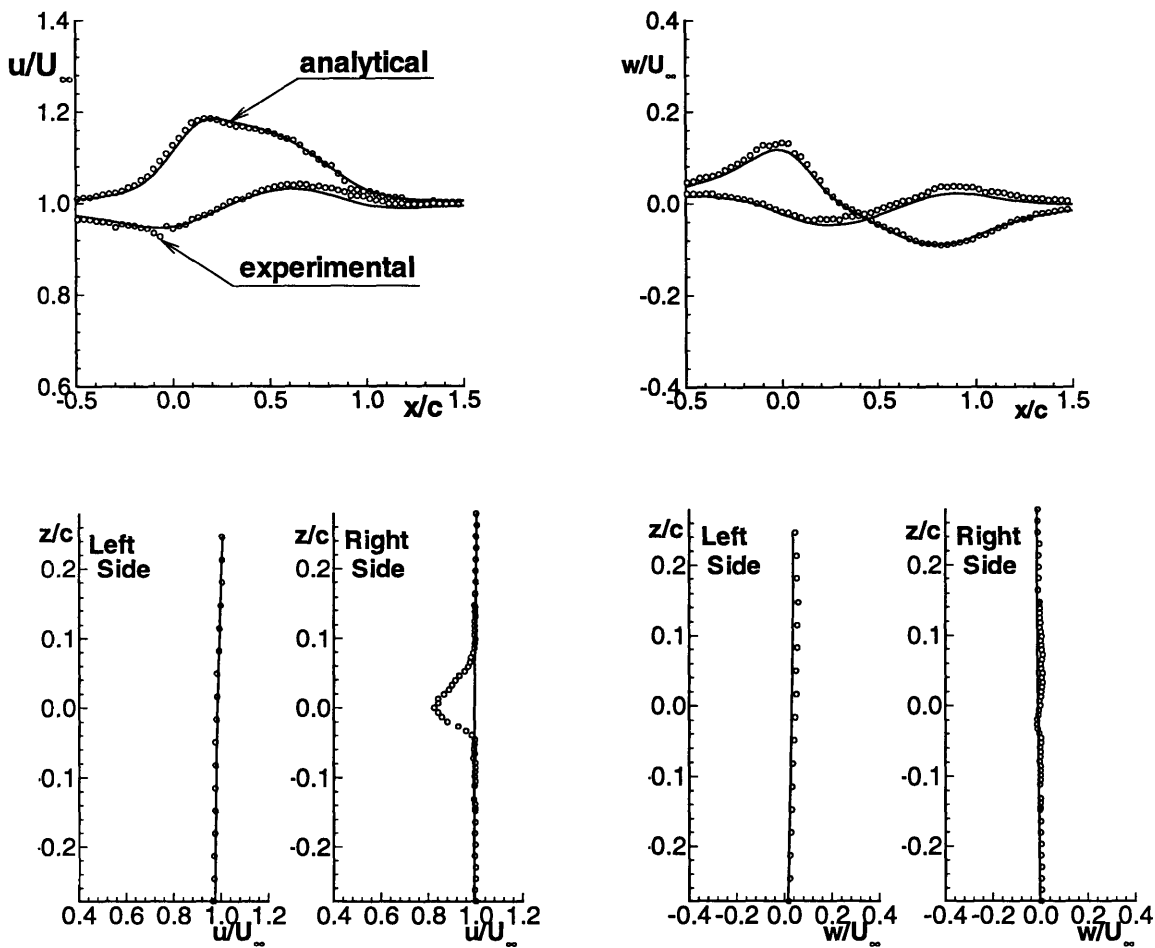 1.4
u/U∞
analytical
1.2
1.0
0.8
experimental
0.6
-0.5 0.0 0.5 1.0 1.5
x/c
0.4
w/U∞
0.2
0.0
-0.2
-0.4
-0.5 0.0 0.5 1.0 1.5
x/c
z/c
Left
Side
0.2
0.1
0.0
-0.1
-0.2
0.4 0.6 0.8 1.0 1.2
u/U∞
z/c
Right
Side
0.2
0.1
0.0
-0.1
-0.2
0.4 0.6 0.8 1.0 1.2
u/U∞
z/c
Left
Side
0.2
0.1
0.0
-0.1
-0.2
-0.4 -0.2 0.0 0.2 0.4
w/U∞
z/c
Right
Side
0.2
0.1
0.0
-0.1
-0.2
-0.4 -0.2 0.0 0.2 0.4
w/U∞